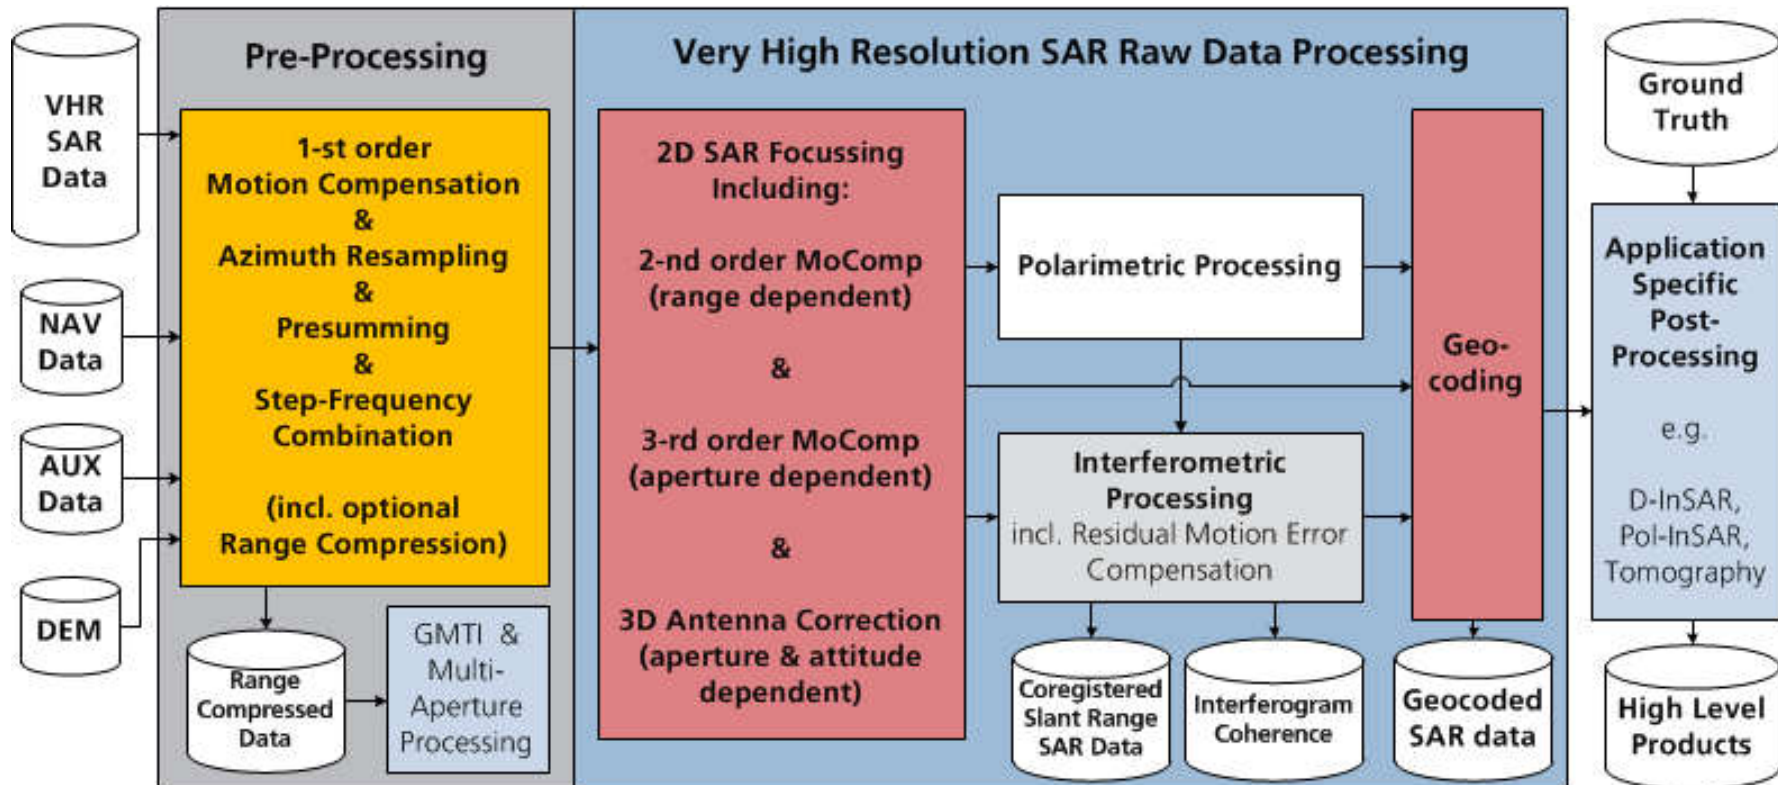 Pre-Processing
Very High Resolution SAR Raw Data Processing
VHR
SAR
Data
NAV
Data
AUX
Data
DEM
1-st order
Motion Compensation
&
Azimuth Resampling
&
Presumming
&
Step-Frequency
Combination
(incl. optional
Range Compression)
Range
Compressed
Data
GMTI &
Multi-
Aperture
Processing
2D SAR Focussing
Including:
2-nd order MoComp
(range dependent)
&
3-rd order MoComp
(aperture dependent)
&
3D Antenna Correction
(aperture & attitude
dependent)
Polarimetric Processing
Interferometric
Processing
incl. Residual Motion Error
Compensation
Coregistered
Slant Range
SAR Data
Interferogram
Coherence
Geo-
coding
Geocoded
SAR data
Ground
Truth
Application
Specific
Post-
Processing
e.g.
D-InSAR,
Pol-InSAR,
Tomography
High Level
Products